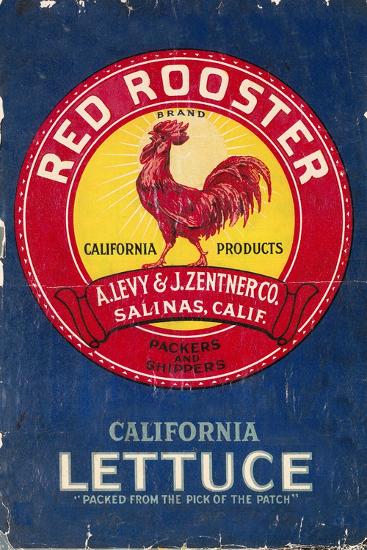 RED ROOSTER
BRAND
CALIFORNIA PRODUCTS
A. LEVY & J. ZENTNER CO.
SALINAS, CALIF.
PACKERS
AND
SHIPPERS
CALIFORNIA
LETTUCE
"PACKED FROM THE PICK OF THE PATCH"